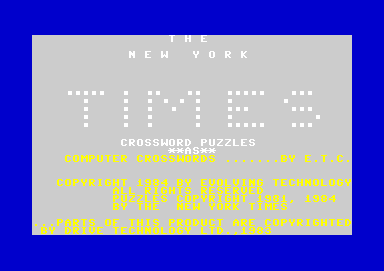 T H E
N E W   Y O R K
TIMES
CROSSWORD PUZZLES
**AS**
COMPUTER CROSSWORDS .......BY E.T.C.
COPYRIGHT 1984 BY EVOLVING TECHNOLOGY
ALL RIGHTS RESERVED
PUZZLES COPYRIGHT 1981, 1984
BY THE  NEW YORK TIMES
...PARTS OF THIS PRODUCT ARE COPYRIGHTED
BY DRIVE TECHNOLOGY LTD.,1983